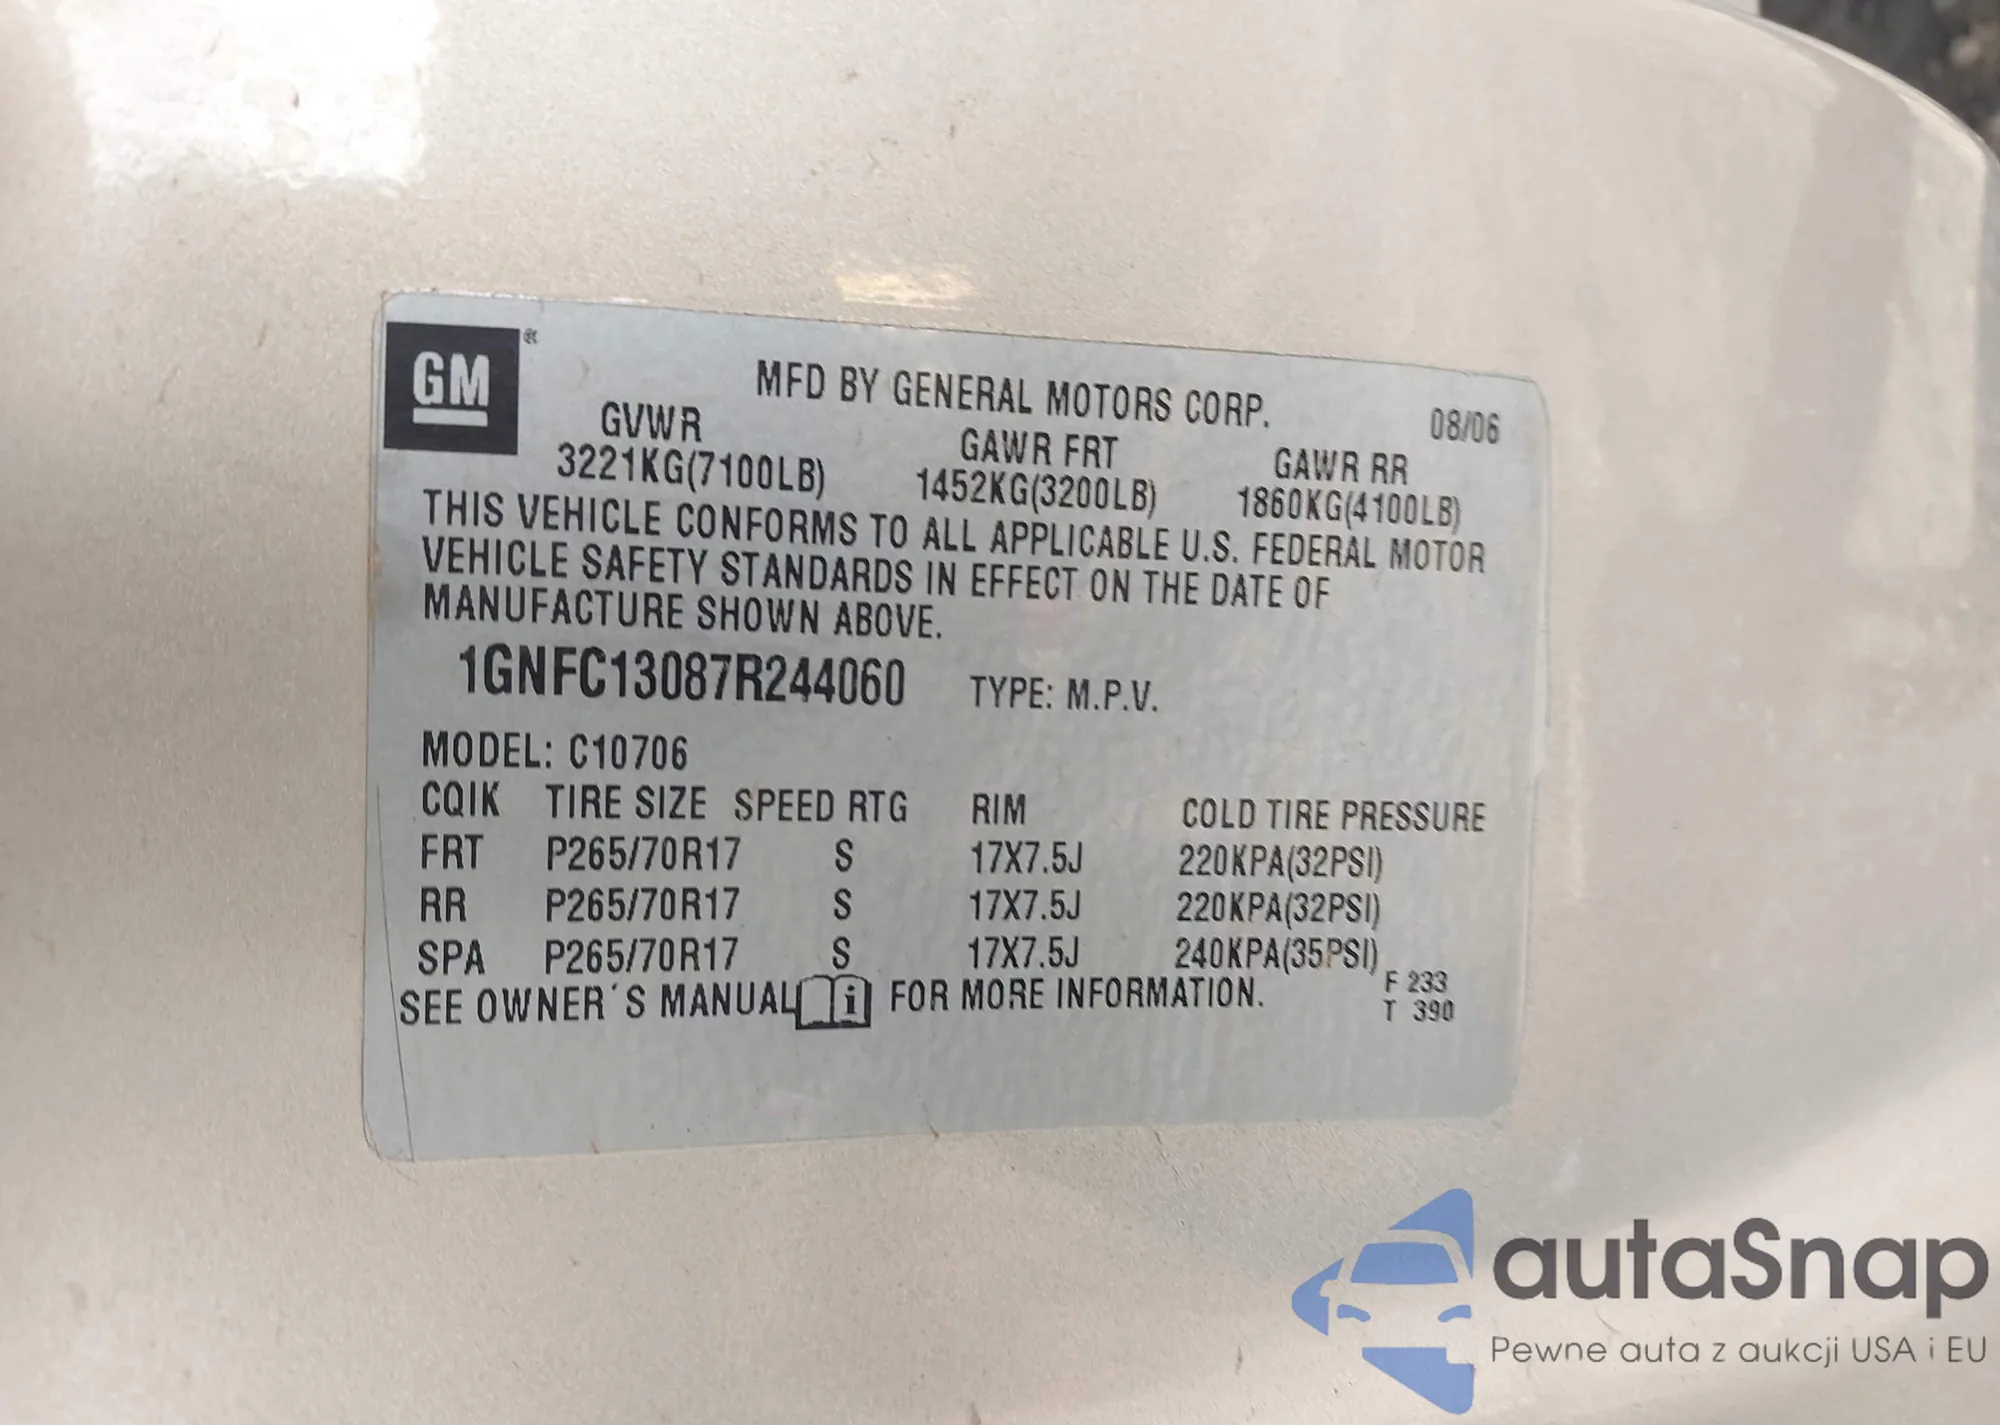 GM®
MFD BY GENERAL MOTORS CORP. 08/06
GVWR GAWR FRT GAWR RR
3221KG(7100LB) 1452KG(3200LB) 1860KG(4100LB)
THIS VEHICLE CONFORMS TO ALL APPLICABLE U.S. FEDERAL MOTOR
VEHICLE SAFETY STANDARDS IN EFFECT ON THE DATE OF
MANUFACTURE SHOWN ABOVE.
1GNFC13087R244060 TYPE: M.P.V.
MODEL: C10706
CQIK TIRE SIZE SPEED RTG RIM COLD TIRE PRESSURE
FRT P265/70R17 S 17X7.5J 220KPA(32PSI)
RR P265/70R17 S 17X7.5J 220KPA(32PSI)
SPA P265/70R17 S 17X7.5J 240KPA(35PSI)
SEE OWNER´S MANUAL i FOR MORE INFORMATION.
F 233
T 390
autaSnap
Pewne auta z aukcji USA i EU